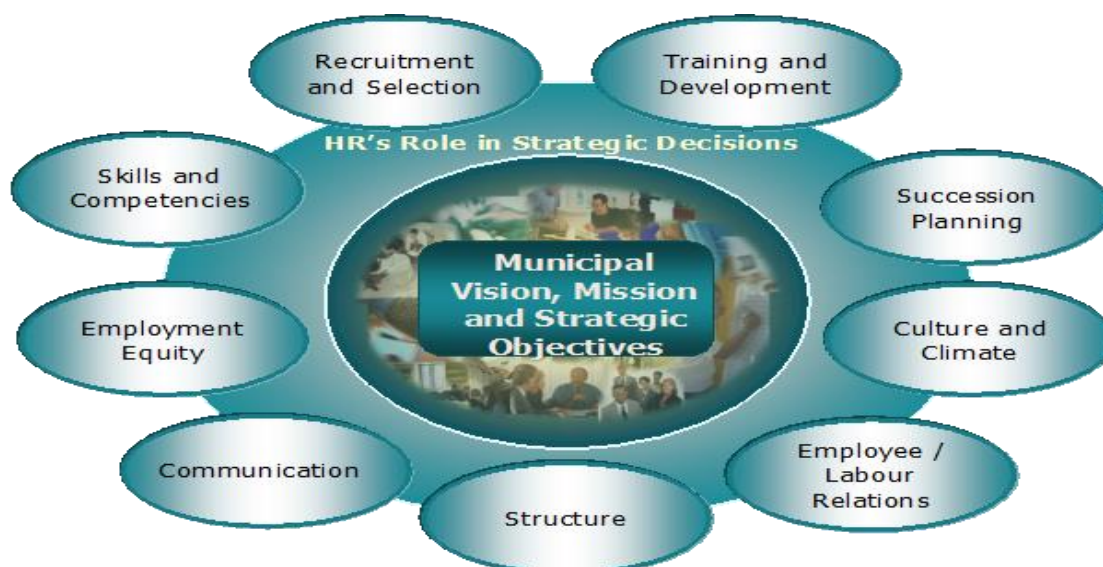 Recruitment
and Selection
Training and
Development
HR's Role in Strategic Decisions
Skills and
Competencies
Succession
Planning
Municipal
Vision, Mission
and Strategic
Objectives
Employment
Equity
Culture and
Climate
Communication
Employee /
Labour
Relations
Structure